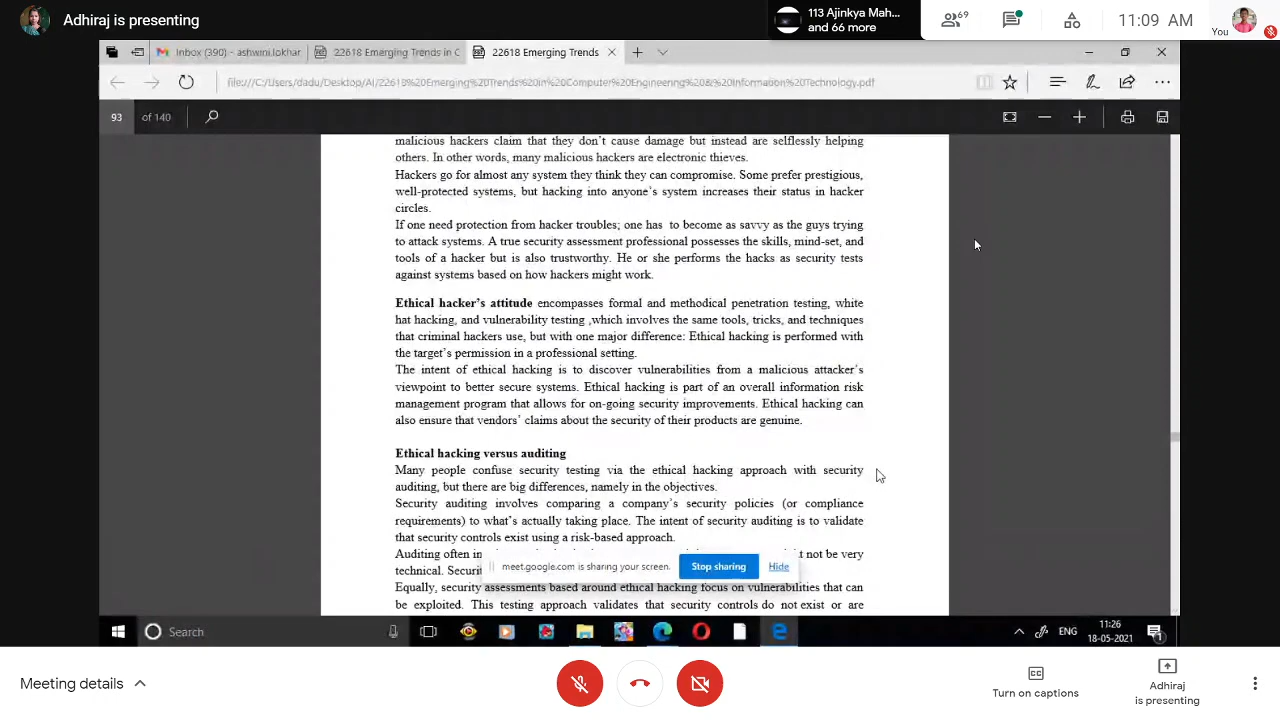 Adhiraj is presenting
113 Ajinkya Mah...
and 66 more
69
11:09 AM
You
Inbox (390) - ashwini.lokhar
22618 Emerging Trends in C
22618 Emerging Trends
file:///C:/Users/dadu/Desktop/AI/22618%20Emerging%20Trends%20in%20Computer%20Engineering%20&%20Information%20Technology.pdf
93 of 140
malicious hackers claim that they don't cause damage but instead are selflessly helping
others. In other words, many malicious hackers are electronic thieves.
Hackers go for almost any system they think they can compromise. Some prefer prestigious,
well-protected systems, but hacking into anyone's system increases their status in hacker
circles.
If one need protection from hacker troubles; one has to become as savvy as the guys trying
to attack systems. A true security assessment professional possesses the skills, mind-set, and
tools of a hacker but is also trustworthy. He or she performs the hacks as security tests
against systems based on how hackers might work.
Ethical hacker's attitude encompasses formal and methodical penetration testing, white
hat hacking, and vulnerability testing ,which involves the same tools, tricks, and techniques
that criminal hackers use, but with one major difference: Ethical hacking is performed with
the target's permission in a professional setting.
The intent of ethical hacking is to discover vulnerabilities from a malicious attacker's
viewpoint to better secure systems. Ethical hacking is part of an overall information risk
management program that allows for on-going security improvements. Ethical hacking can
also ensure that vendors' claims about the security of their products are genuine.
Ethical hacking versus auditing
Many people confuse security testing via the ethical hacking approach with security
auditing, but there are big differences, namely in the objectives.
Security auditing involves comparing a company's security policies (or compliance
requirements) to what's actually taking place. The intent of security auditing is to validate
that security controls exist using a risk-based approach.
Auditing often not be very
meet.google.com is sharing your screen. Stop sharing Hide
technical.
Equally, security assessments based around ethical hacking focus on vulnerabilities that can
be exploited. This testing approach validates that security controls do not exist or are
Search
ENG
11:26
18-05-2021
1
Meeting details
Turn on captions
Adhiraj
is presenting